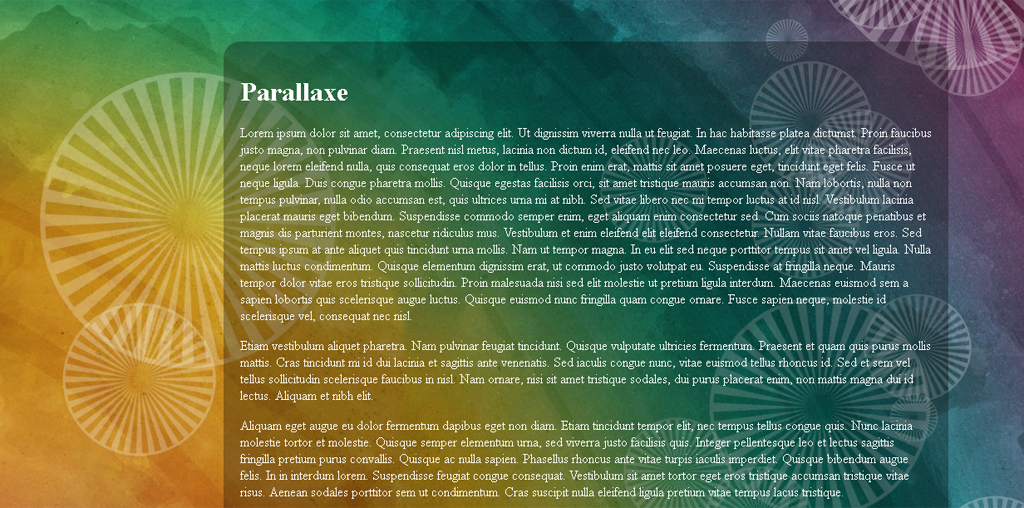 Parallaxe
Lorem ipsum dolor sit amet, consectetur adipiscing elit. Ut dignissim viverra nulla ut feugiat. In hac habitasse platea dictumst. Proin faucibus
justo magna, non pulvinar diam. Praesent nisl metus, lacinia non dictum id, eleifend nec leo. Maecenas luctus, elit vitae pharetra facilisis,
neque lorem eleifend nulla, quis consequat eros dolor in tellus. Proin enim erat, mattis sit amet posuere eget, tincidunt eget felis. Fusce ut
neque ligula. Duis congue pharetra mollis. Quisque egestas facilisis orci, sit amet tristique mauris accumsan non. Nam lobortis, nulla non
tempus pulvinar, nulla odio accumsan est, quis ultrices urna mi at nibh. Sed vitae libero nec mi tempor luctus at id nisl. Vestibulum lacinia
placerat mauris eget bibendum. Suspendisse commodo semper enim, eget aliquam enim consectetur sed. Cum sociis natoque penatibus et
magnis dis parturient montes, nascetur ridiculus mus. Vestibulum et enim eleifend elit eleifend consectetur. Nullam vitae faucibus eros. Sed
tempus ipsum at ante aliquet quis tincidunt urna mollis. Nam ut tempor magna. In eu elit sed neque porttitor tempus sit amet vel ligula. Nulla
mattis luctus condimentum. Quisque elementum dignissim erat, ut commodo justo volutpat eu. Suspendisse at fringilla neque. Mauris
tempor dolor vitae eros tristique sollicitudin. Proin malesuada nisi sed elit molestie ut pretium ligula interdum. Maecenas euismod sem a
sapien lobortis quis scelerisque augue luctus. Quisque euismod nunc fringilla quam congue ornare. Fusce sapien neque, molestie id
scelerisque vel, consequat nec nisl.
Etiam vestibulum aliquet pharetra. Nam pulvinar feugiat tincidunt. Quisque vulputate ultricies fermentum. Praesent et quam quis purus mollis
mattis. Cras tincidunt mi id dui lacinia et sagittis ante venenatis. Sed iaculis congue nunc, vitae euismod tellus rhoncus id. Sed et sem vel
tellus sollicitudin scelerisque faucibus in nisl. Nam ornare, nisi sit amet tristique sodales, dui purus placerat enim, non mattis magna dui id
lectus. Aliquam et nibh elit.
Aliquam eget augue eu dolor fermentum dapibus eget non diam. Etiam tincidunt tempor elit, nec tempus tellus congue quis. Nunc lacinia
molestie tortor et molestie. Quisque semper elementum urna, sed viverra justo facilisis quis. Integer pellentesque leo et lectus sagittis
fringilla pretium purus convallis. Quisque ac nulla sapien. Phasellus rhoncus ante vitae turpis iaculis imperdiet. Quisque bibendum augue
felis. In in interdum lorem. Suspendisse feugiat congue consequat. Vestibulum sit amet tortor eget eros tristique accumsan tristique vitae
risus. Aenean sodales porttitor sem ut condimentum. Cras suscipit nulla eleifend ligula pretium vitae tempus lacus tristique.